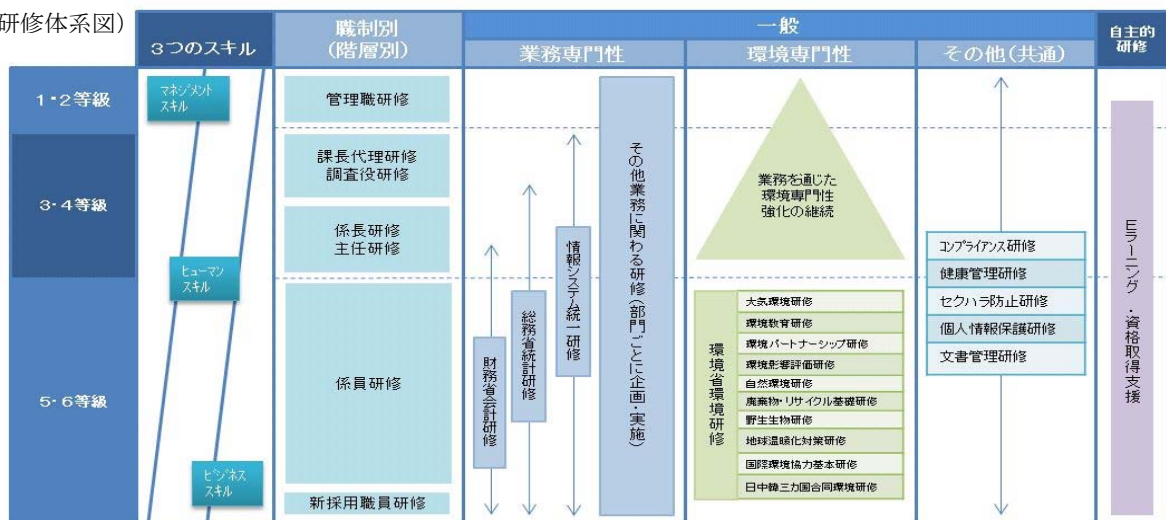 研修体系図)
3つのスキル
職制別
(階層別)
一般
業務専門性
環境専門性
その他(共通)
自主的
研修
1・2等級
3・4等級
5・6等級
マネジメント
スキル
ヒューマン
スキル
ビジネス
スキル
管理職研修
課長代理研修
調査役研修
係長研修
主任研修
係員研修
新採用職員研修
財務省会計研修
総務省統計研修
情報システム統一研修
その他業務に関わる研修(部門ごとに企画・実施)
業務を通じた
環境専門性
強化の継続
環境省環境研修
大気環境研修
環境教育研修
環境パートナーシップ研修
環境影響評価研修
自然環境研修
廃棄物・リサイクル基礎研修
野生生物研修
地球温暖化対策研修
国際環境協力基本研修
日中韓三カ国合同環境研修
コンプライアンス研修
健康管理研修
セクハラ防止研修
個人情報保護研修
文書管理研修
Eラーニング・資格取得支援